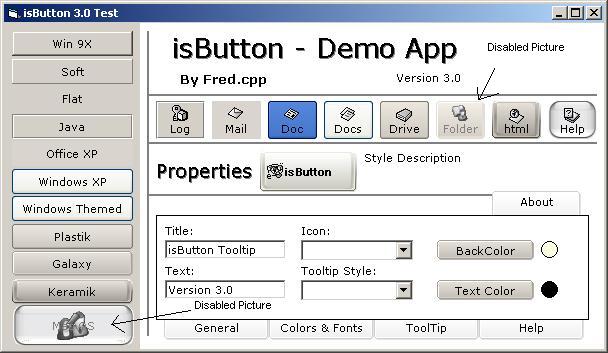 isButton 3.0 Test
Win 9X
Soft
Flat
Java
Office XP
Windows XP
Windows Themed
Plastik
Galaxy
Keramik
isButton - Demo App
Disabled Picture
By Fred.cpp
Version 3.0
Log
Mail
Doc
Docs
Drive
Folder
html
Help
Properties
isButton
Style Description
About
Title:
Icon:
isButton Tooltip
BackColor
Text:
Tooltip Style:
Version 3.0
Text Color
Disabled Picture
General
Colors & Fonts
ToolTip
Help